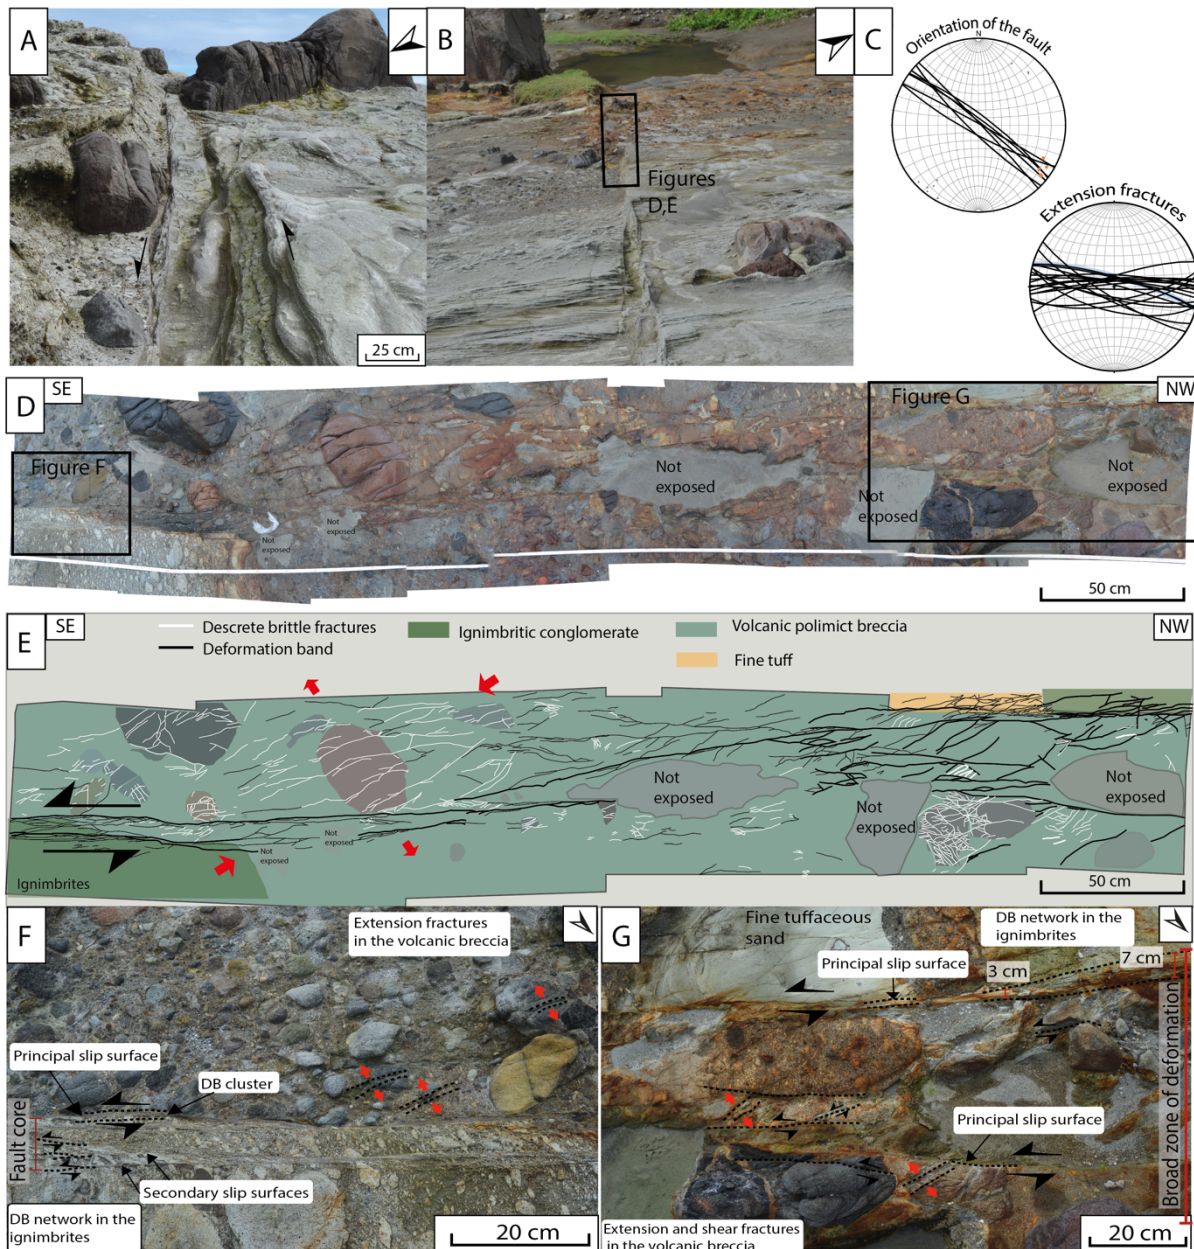 A
B
C
Orientation of the fault
N
Extension fractures
Figures
D,E
25 cm
D
SE
NW
Figure F
Figure G
Not
exposed
Not
exposed
Not
exposed
Not
exposed
Not
exposed
50 cm
E
SE
NW
Descrete brittle fractures
Deformation band
Ignimbritic conglomerate
Volcanic polimict breccia
Fine tuff
Not
exposed
Not
exposed
Not
exposed
Not
exposed
Not
exposed
Ignimbrites
50 cm
F
Extension fractures
in the volcanic breccia
Principal slip surface
DB cluster
Fault core
Secondary slip surfaces
DB network in the
ignimbrites
20 cm
G
Fine tuffaceous
sand
DB network in the
ignimbrites
Principal slip surface
3 cm
7 cm
Broad zone of deformation
Principal slip surface
Extension and shear fractures
in the volcanic breccia
20 cm